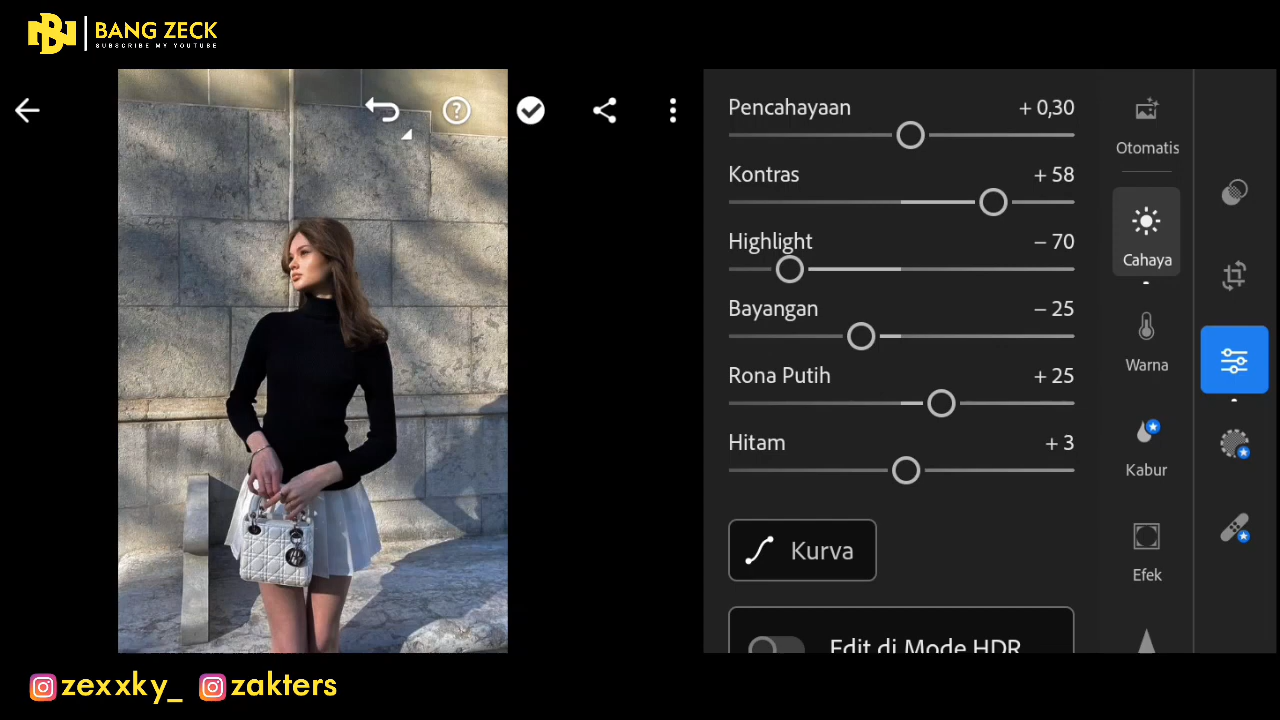 BANG ZECK
SUBSCRIBE MY YOUTUBE
Pencahayaan + 0,30
Kontras + 58
Highlight – 70
Bayangan – 25
Rona Putih + 25
Hitam + 3
Kurva
Edit di Mode HDR
Otomatis
Cahaya
Warna
Kabur
Efek
zexxky_ zakters